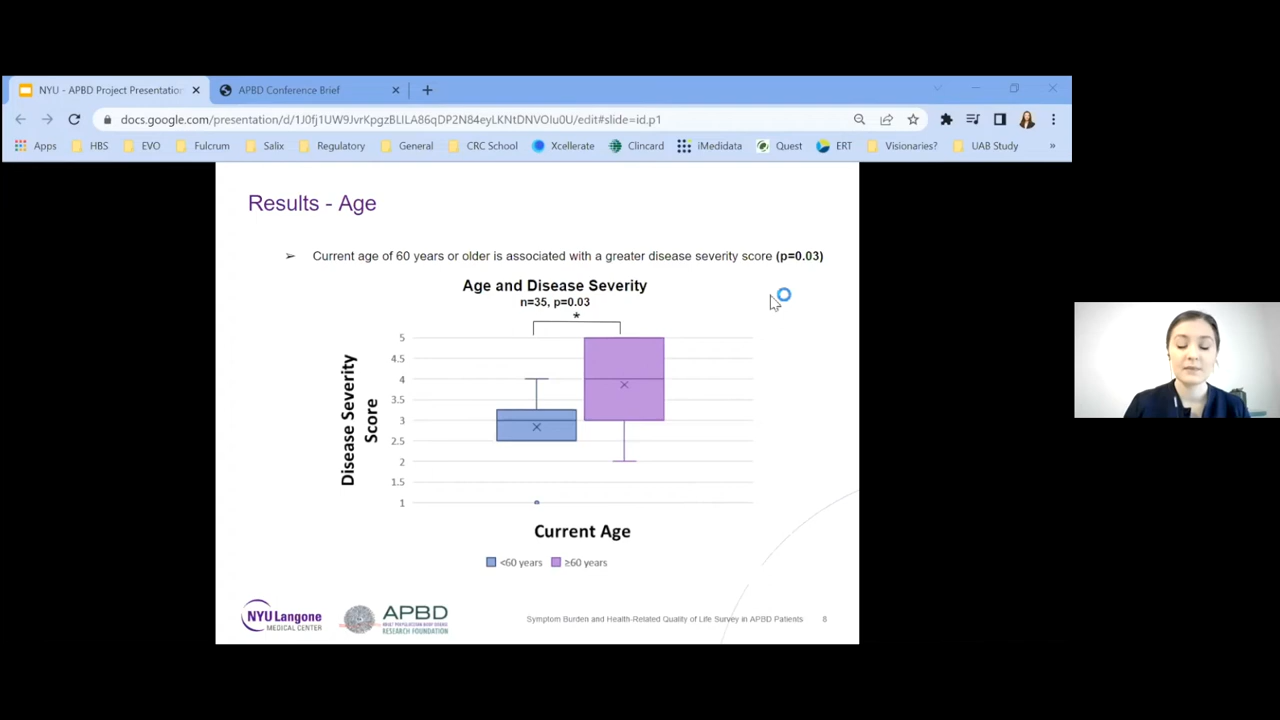 NYU - APBD Project Presentation
APBD Conference Brief
docs.google.com/presentation/d/1J0fj1UW9JvrKpgzBLILA86qDP2N84eyLKNtDNVOIu0U/edit#slide=id.p1
Apps HBS EVO Fulcrum Salix Regulatory General CRC School Xcellerate Clincard iMedidata Quest ERT Visionaries? UAB Study »
Results - Age
➢ Current age of 60 years or older is associated with a greater disease severity score (p=0.03)
Age and Disease Severity
n=35, p=0.03
*
Disease Severity
Score
5
4.5
4
3.5
3
2.5
2
1.5
1
Current Age
<60 years ≥60 years
NYU Langone
MEDICAL CENTER
APBD
ADULT POLYGLUCOSAN BODY DISEASE
RESEARCH FOUNDATION
Symptom Burden and Health-Related Quality of Life Survey in APBD Patients 8